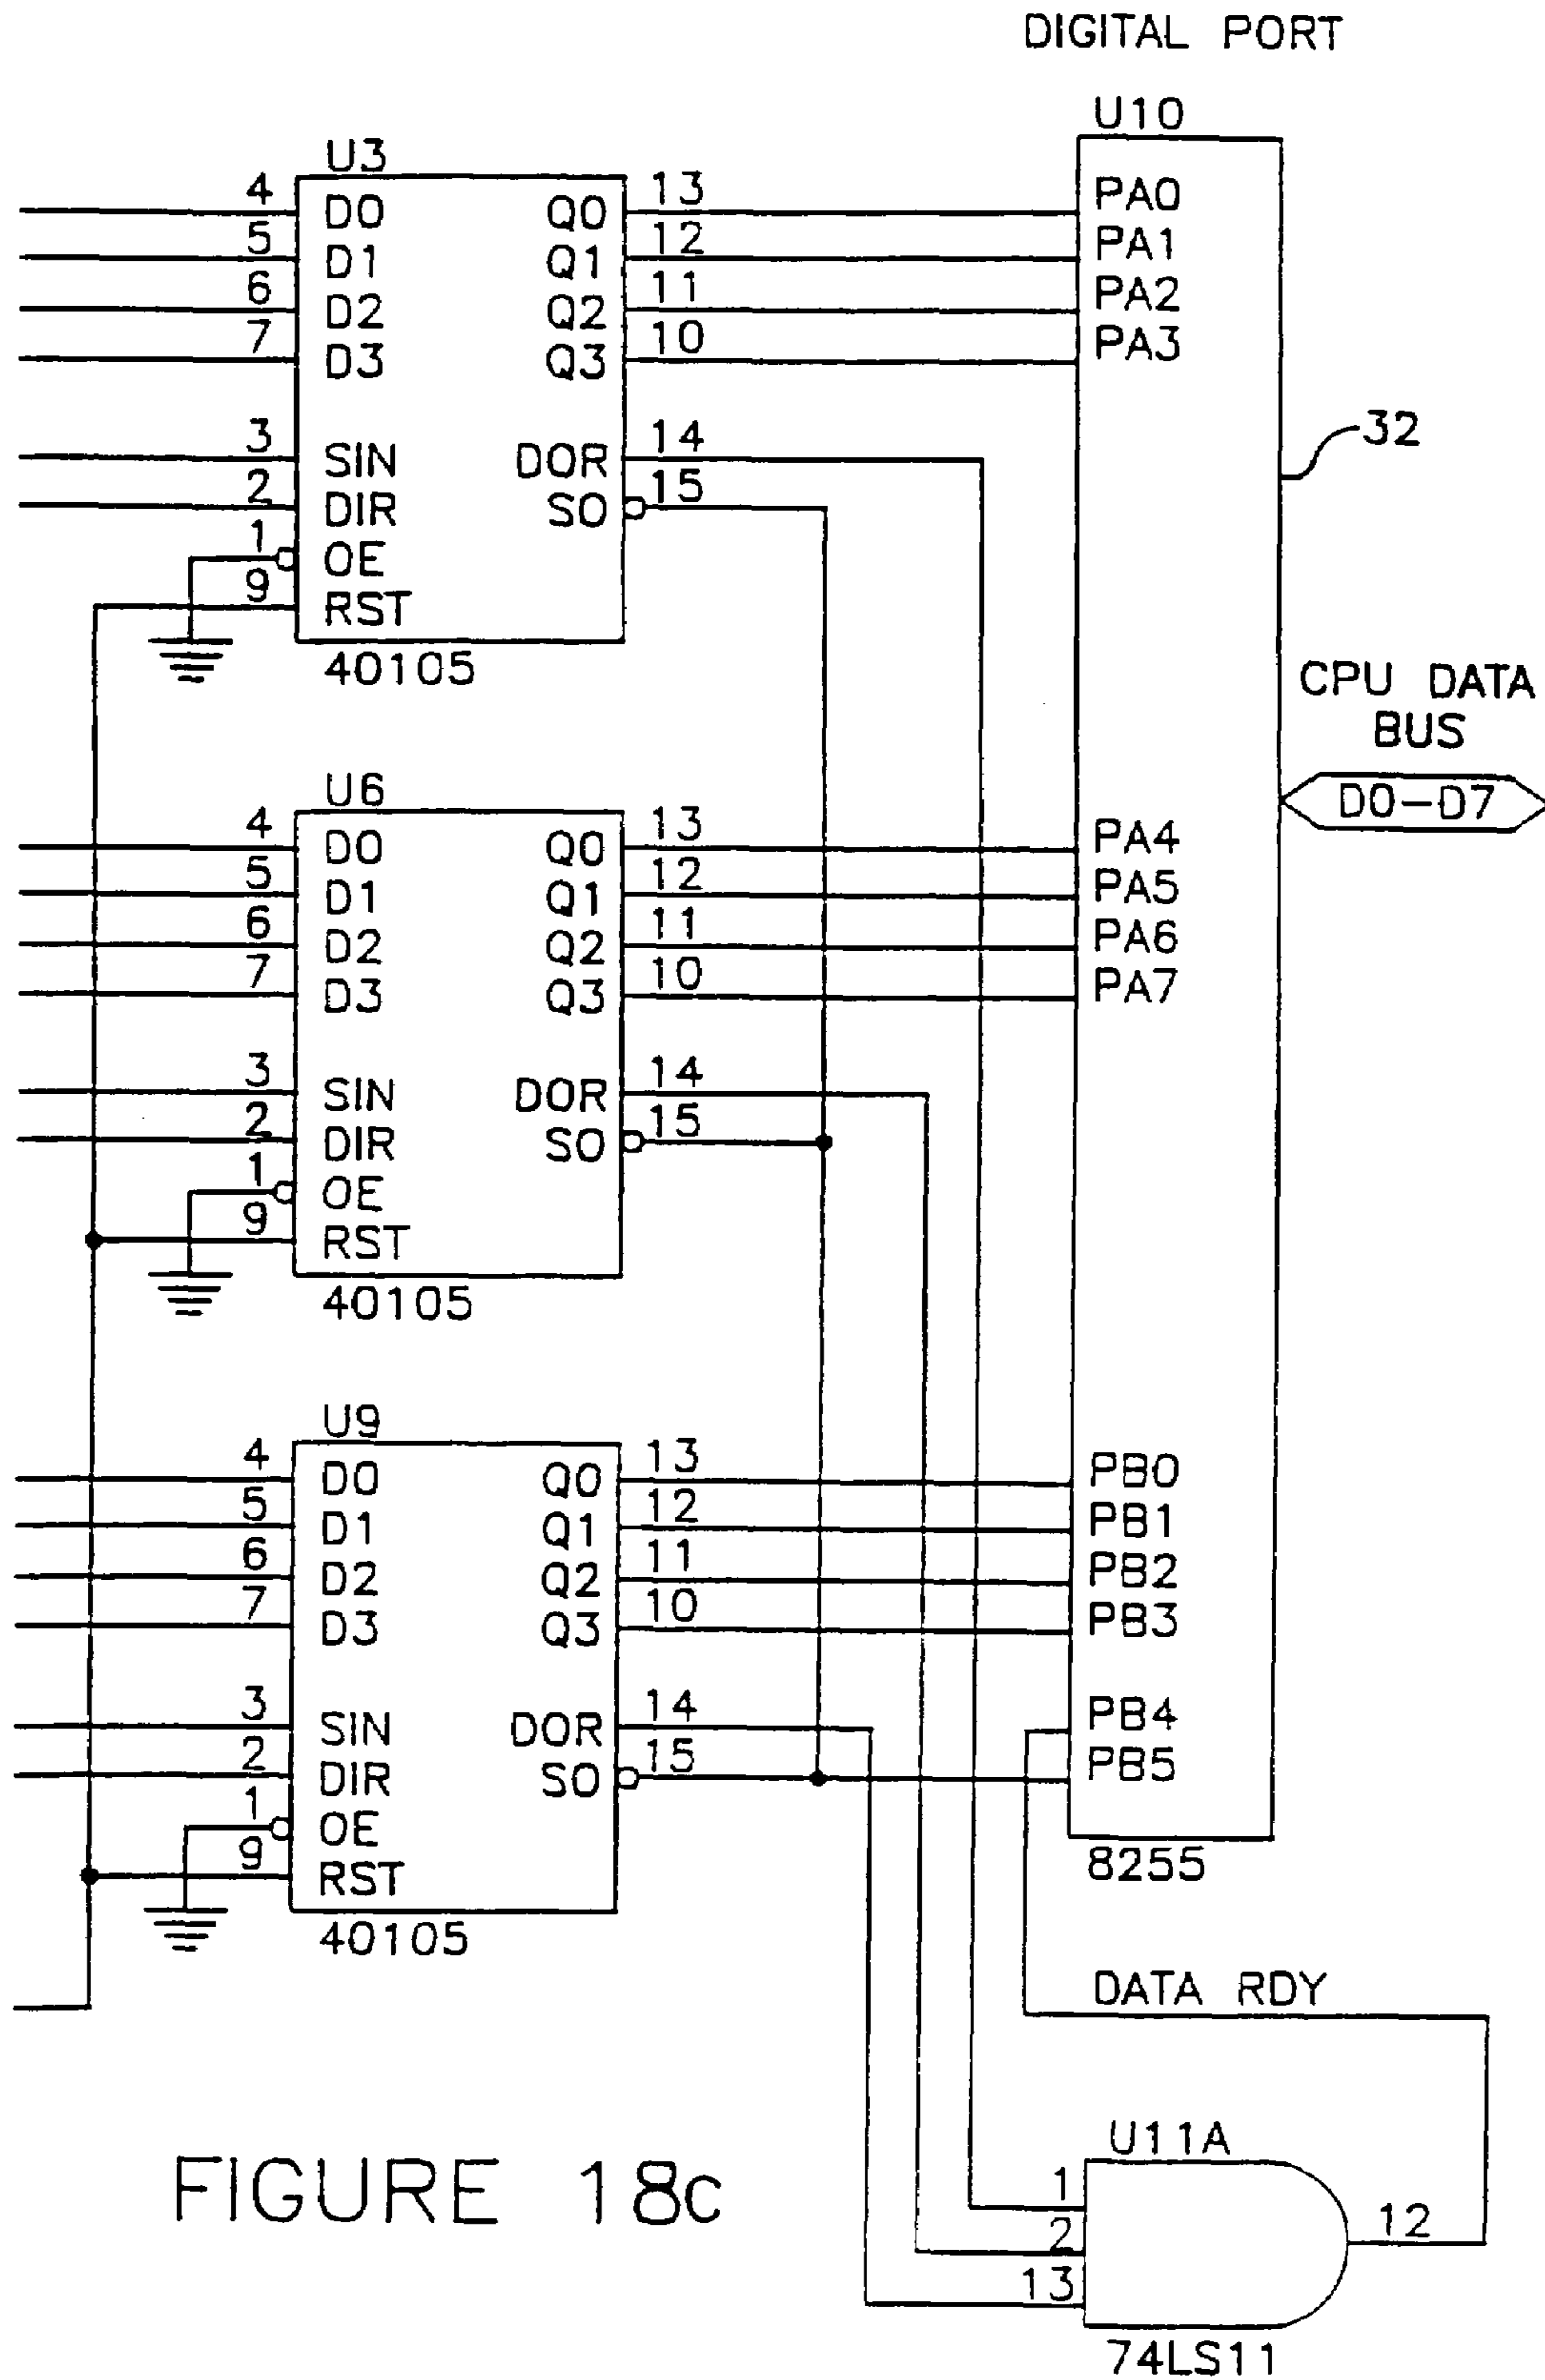 DIGITAL PORT
U10
U3
4 D0 Q0 13 PA0
5 D1 Q1 12 PA1
6 D2 Q2 11 PA2
7 D3 Q3 10 PA3
3 SIN DOR 14
32
2 DIR SO 15
1 OE
9 RST
40105
CPU DATA
BUS
D0-D7
U6
4 D0 Q0 13 PA4
5 D1 Q1 12 PA5
6 D2 Q2 11 PA6
7 D3 Q3 10 PA7
3 SIN DOR 14
2 DIR SO 15
1 OE
9 RST
40105
U9
4 D0 Q0 13 PB0
5 D1 Q1 12 PB1
6 D2 Q2 11 PB2
7 D3 Q3 10 PB3
3 SIN DOR 14 PB4
2 DIR SO 15 PB5
1 OE
8255
9 RST
40105
DATA RDY
U11A
1
2
13
12
74LS11
FIGURE 18c